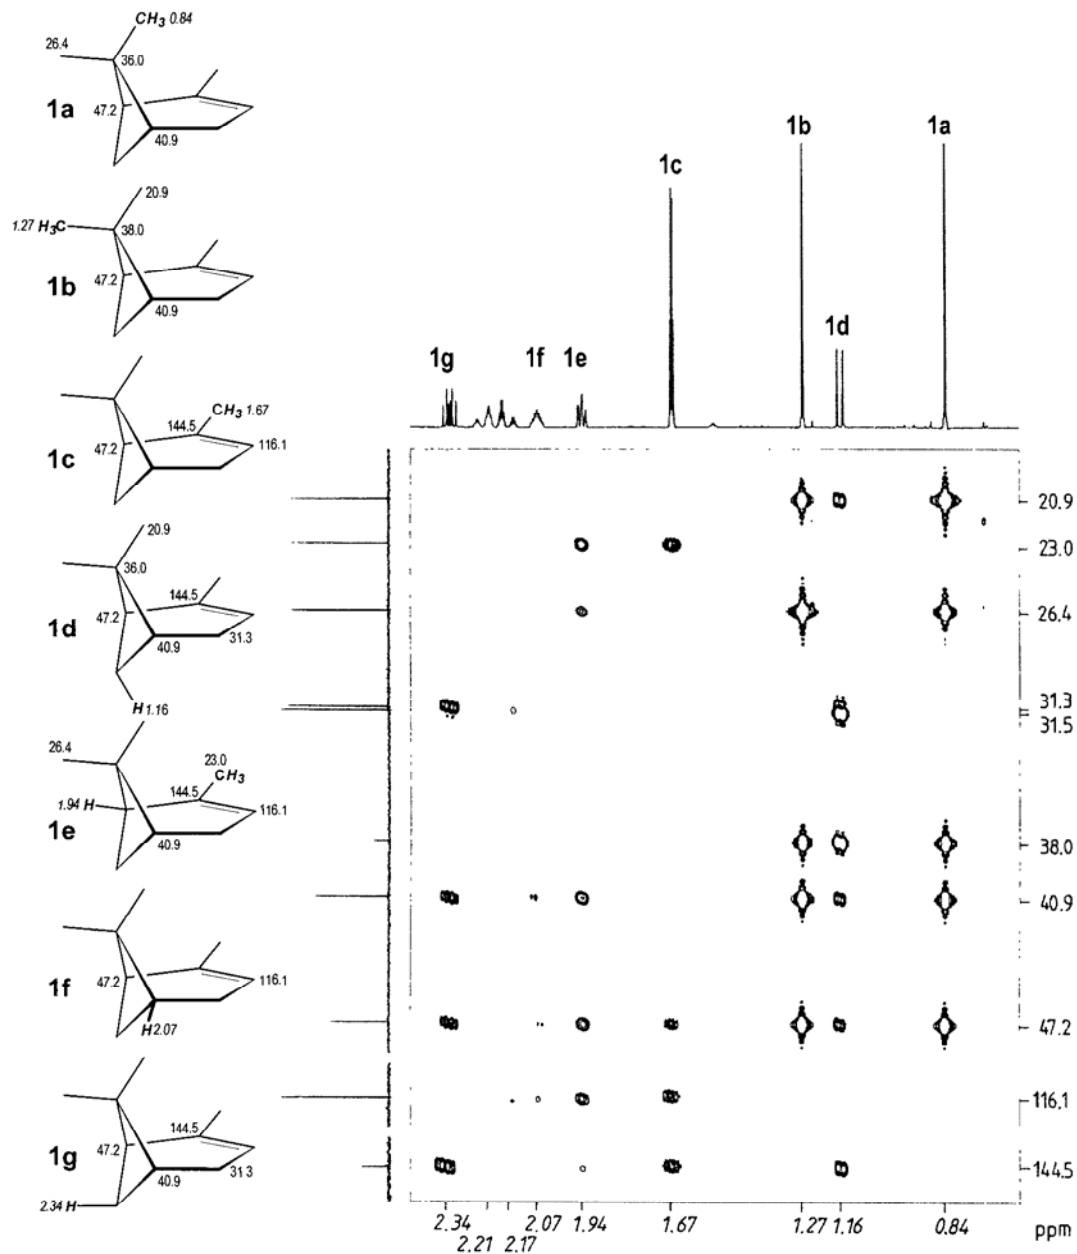 CH3 0.84
26.4
36.0
1a
47.2
40.9
20.9
1.27 H3C
38.0
1b
47.2
40.9
CH3 1.67
144.5
1c
47.2
116.1
20.9
36.0
144.5
1d
47.2
40.9
31.3
H 1.16
26.4
23.0
CH3
144.5
1.94 H
116.1
1e
40.9
1f
47.2
116.1
H 2.07
144.5
1g
47.2
40.9
31.3
2.34 H
1g
1f
1e
1c
1b
1d
1a
20.9
23.0
26.4
31.3
31.5
38.0
40.9
47.2
116.1
144.5
2.34 2.07 1.94 1.67 1.27 1.16 0.84 ppm
2.21 2.17